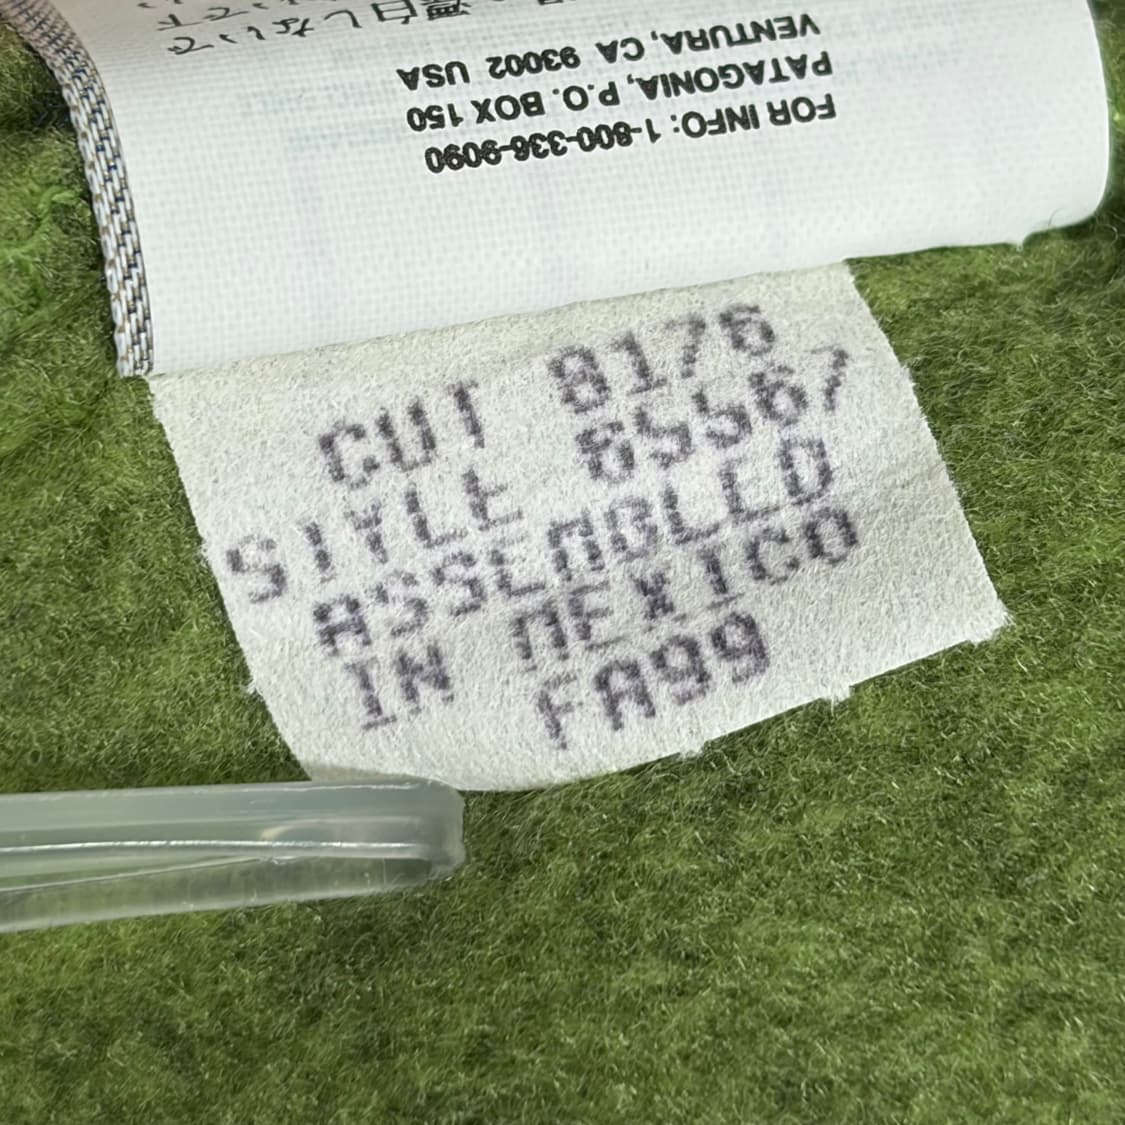 FOR INFO: 1-800-336-9090
PATAGONIA, P.O. BOX 150
VENTURA, CA 93002 USA
CUT 8176
STYLE 65567
ASSEMBLED
IN MEXICO
FA99